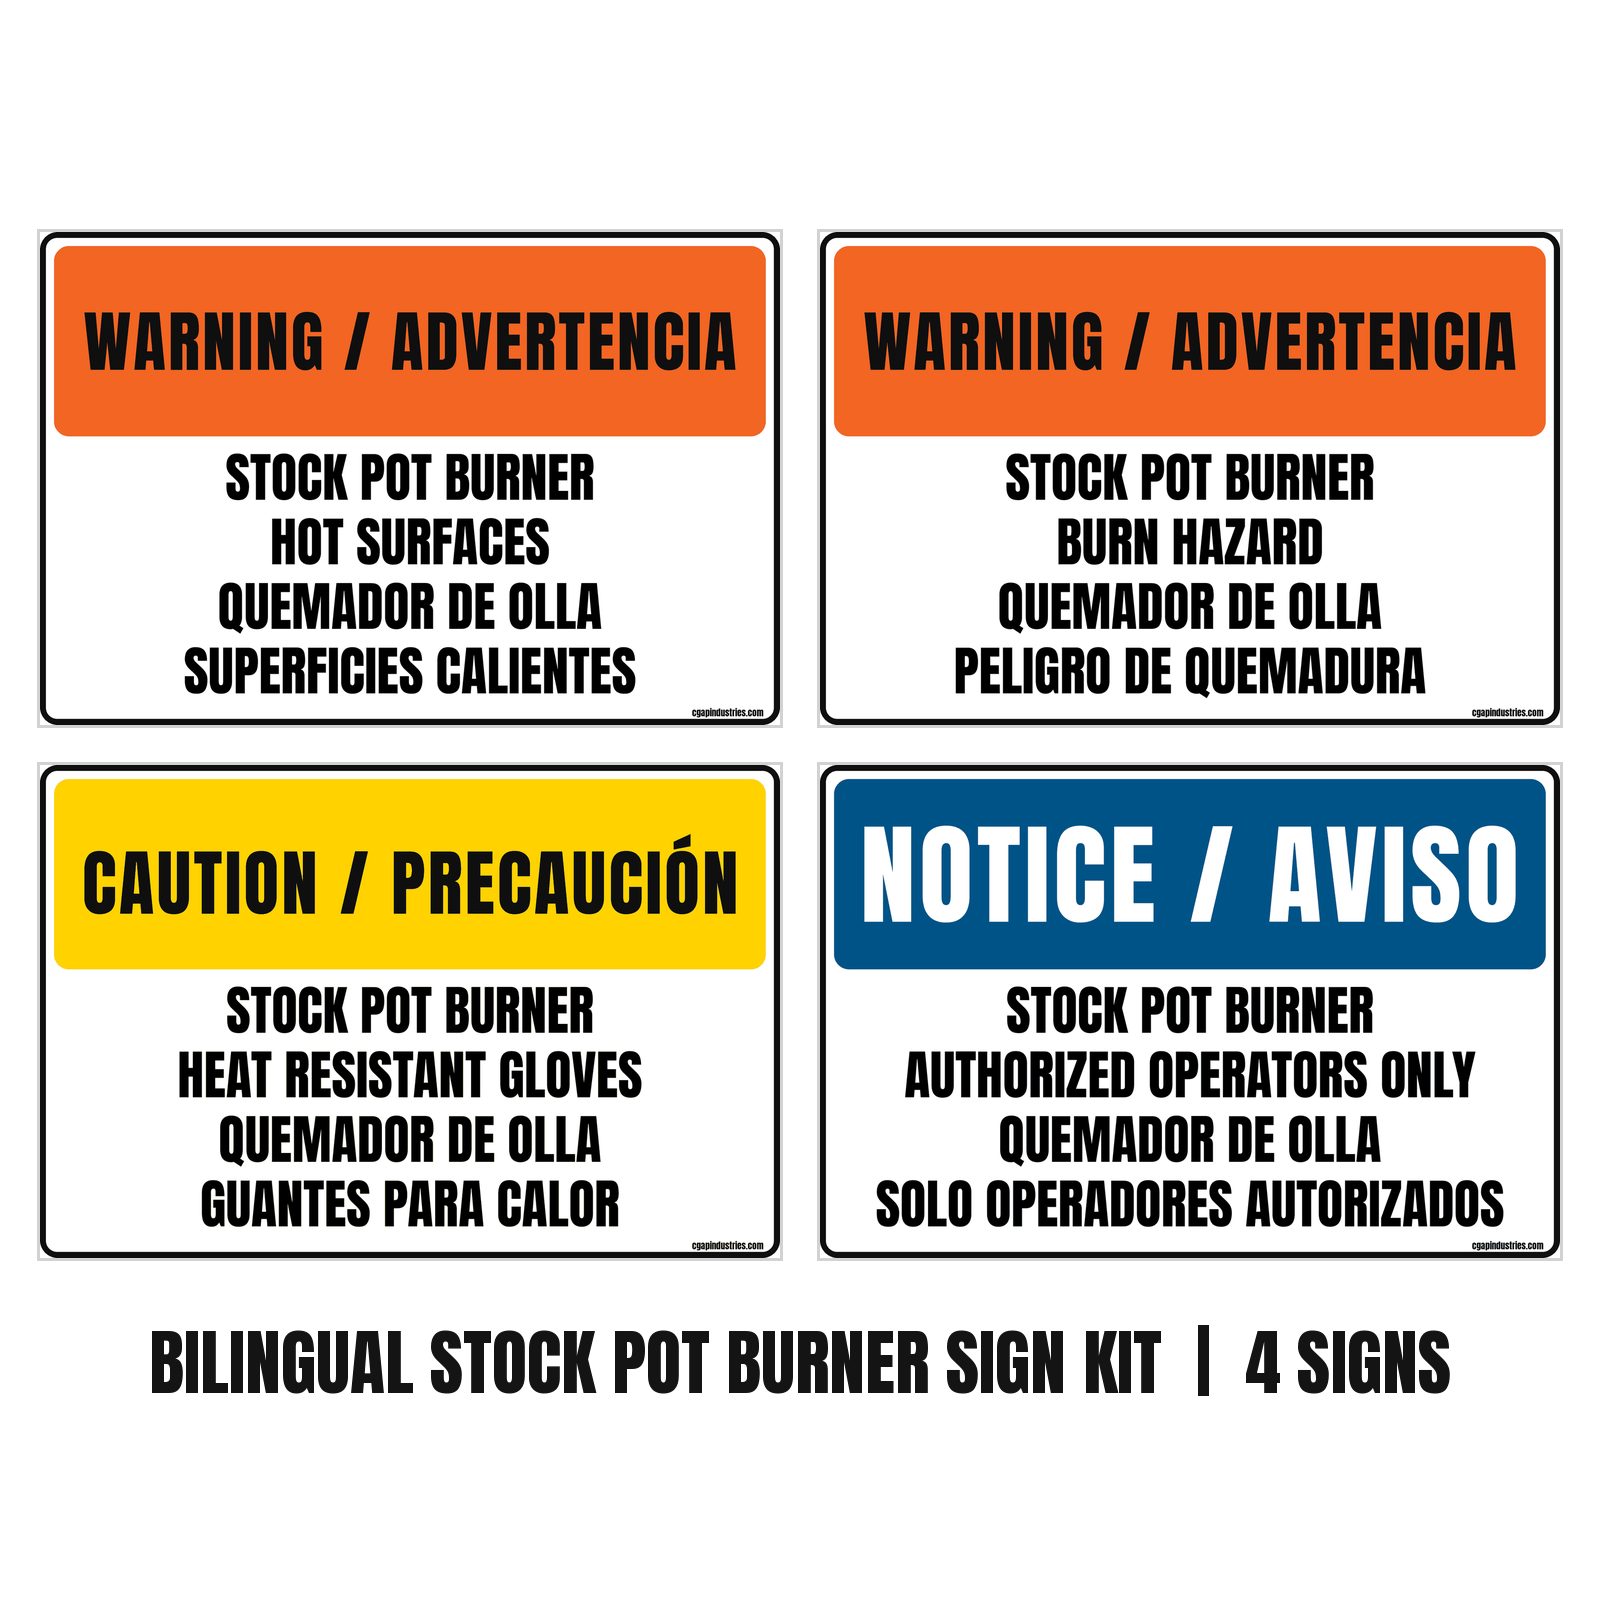 WARNING / ADVERTENCIA
STOCK POT BURNER
HOT SURFACES
QUEMADOR DE OLLA
SUPERFICIES CALIENTES
cgapindustries.com
WARNING / ADVERTENCIA
STOCK POT BURNER
BURN HAZARD
QUEMADOR DE OLLA
PELIGRO DE QUEMADURA
cgapindustries.com
CAUTION / PRECAUCIÓN
STOCK POT BURNER
HEAT RESISTANT GLOVES
QUEMADOR DE OLLA
GUANTES PARA CALOR
cgapindustries.com
NOTICE / AVISO
STOCK POT BURNER
AUTHORIZED OPERATORS ONLY
QUEMADOR DE OLLA
SOLO OPERADORES AUTORIZADOS
cgapindustries.com
BILINGUAL STOCK POT BURNER SIGN KIT | 4 SIGNS